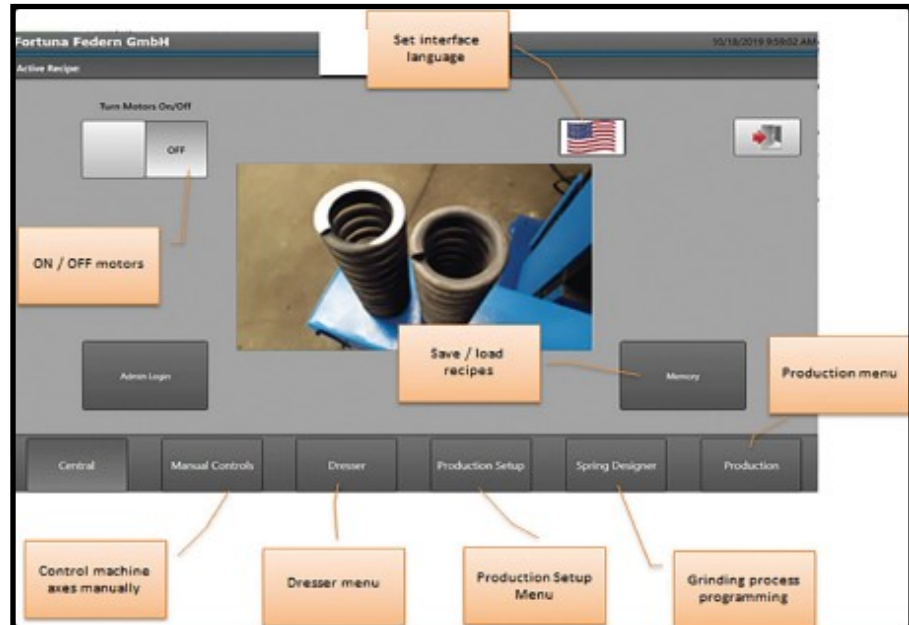 Fortuna Federn GmbH
10/18/2019 9:59:02 AM
Set interface
language
Active Recipe:
Turn Motors On/Off
OFF
ON / OFF motors
Save / load
recipes
Production menu
Admin Login
Memory
Central
Manual Controls
Dresser
Production Setup
Spring Designer
Production
Control machine
axes manually
Dresser menu
Production Setup
Menu
Grinding process
programming